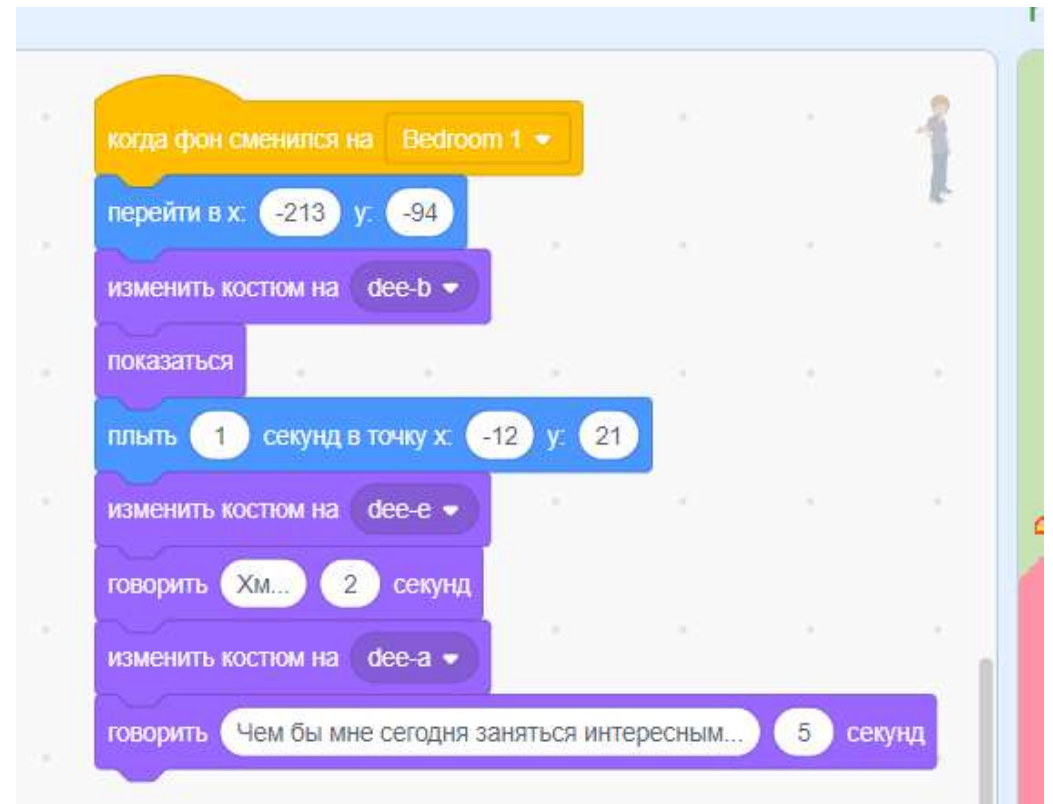 когда фон сменился на Bedroom 1
перейти в x: -213 y: -94
изменить костюм на dee-b
показаться
плыть 1 секунд в точку x: -12 y: 21
изменить костюм на dee-e
говорить Хм... 2 секунд
изменить костюм на dee-a
говорить Чем бы мне сегодня заняться интересным... 5 секунд